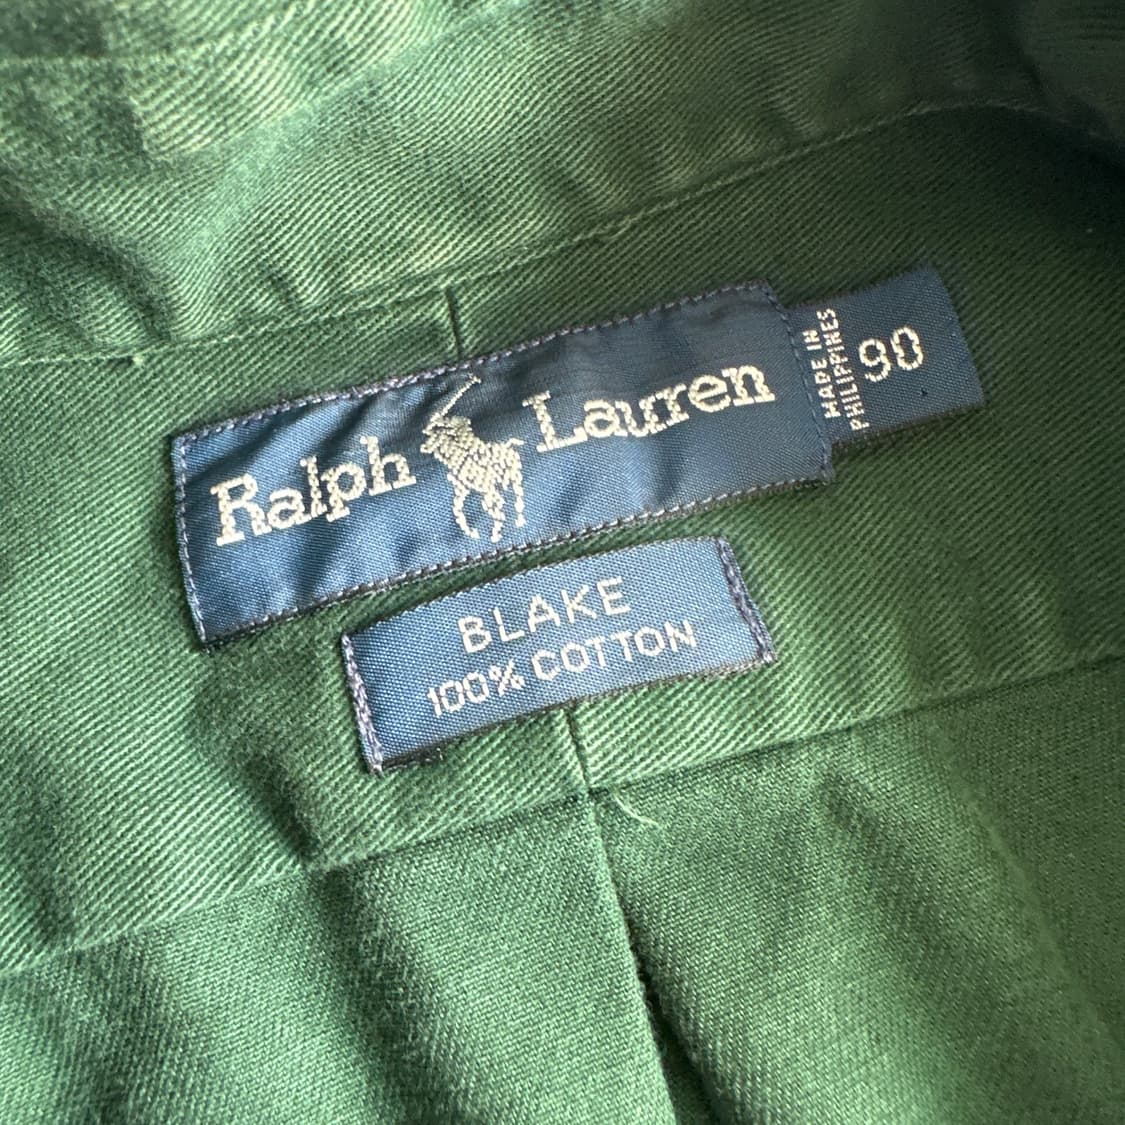 Ralph Lauren
MADE IN
PHILIPPINES
90
BLAKE
100% COTTON